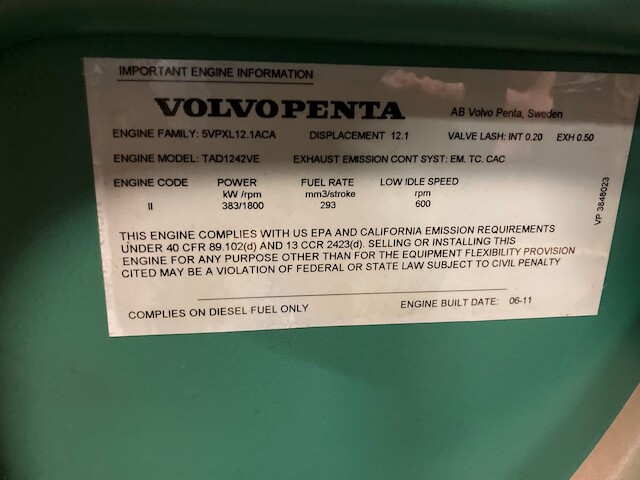 IMPORTANT ENGINE INFORMATION
VOLVO PENTA AB Volvo Penta, Sweden
ENGINE FAMILY: 5VPXL12.1ACA DISPLACEMENT 12.1 VALVE LASH: INT 0.20 EXH 0.50
ENGINE MODEL: TAD1242VE EXHAUST EMISSION CONT SYST: EM. TC. CAC
ENGINE CODE POWER FUEL RATE LOW IDLE SPEED
kW /rpm mm3/stroke rpm
II 383/1800 293 600
THIS ENGINE COMPLIES WITH US EPA AND CALIFORNIA EMISSION REQUIREMENTS
UNDER 40 CFR 89.102(d) AND 13 CCR 2423(d). SELLING OR INSTALLING THIS
ENGINE FOR ANY PURPOSE OTHER THAN FOR THE EQUIPMENT FLEXIBILITY PROVISION
CITED MAY BE A VIOLATION OF FEDERAL OR STATE LAW SUBJECT TO CIVIL PENALTY
COMPLIES ON DIESEL FUEL ONLY ENGINE BUILT DATE: 06-11
VP 3848023